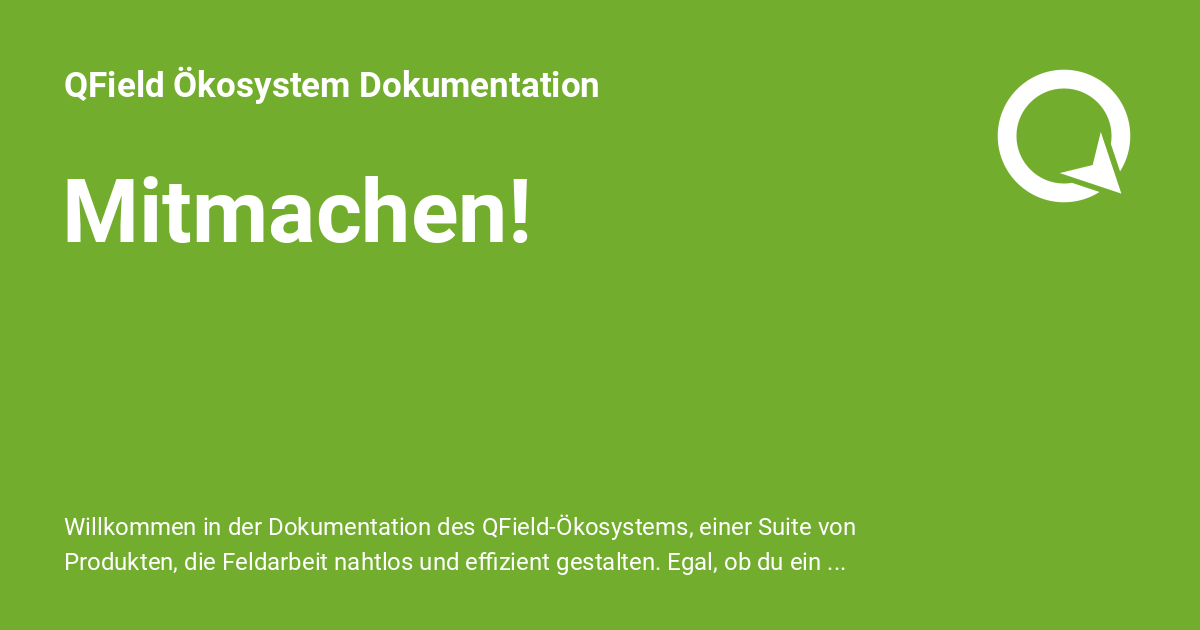 QField Ökosystem Dokumentation
Mitmachen!
Willkommen in der Dokumentation des QField-Ökosystems, einer Suite von
Produkten, die Feldarbeit nahtlos und effizient gestalten. Egal, ob du ein ...